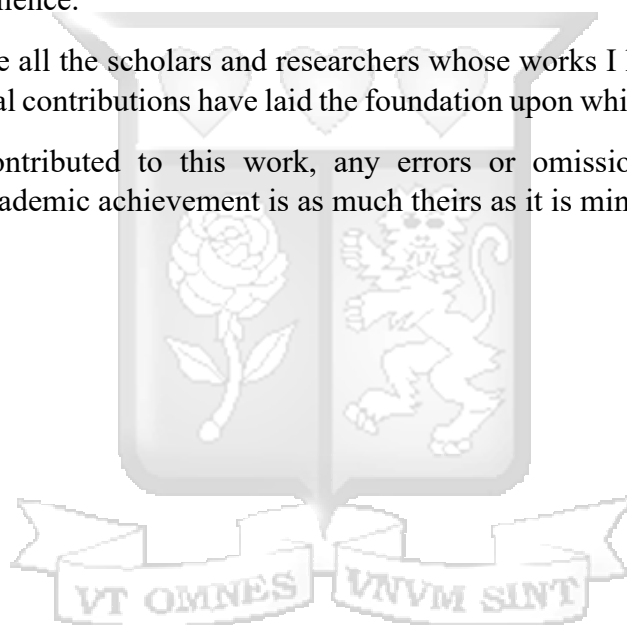 e all the scholars and researchers whose works I
al contributions have laid the foundation upon whi
ontributed to this work, any errors or omissio
ademic achievement is as much theirs as it is min
VT OMNES VNVM SINT